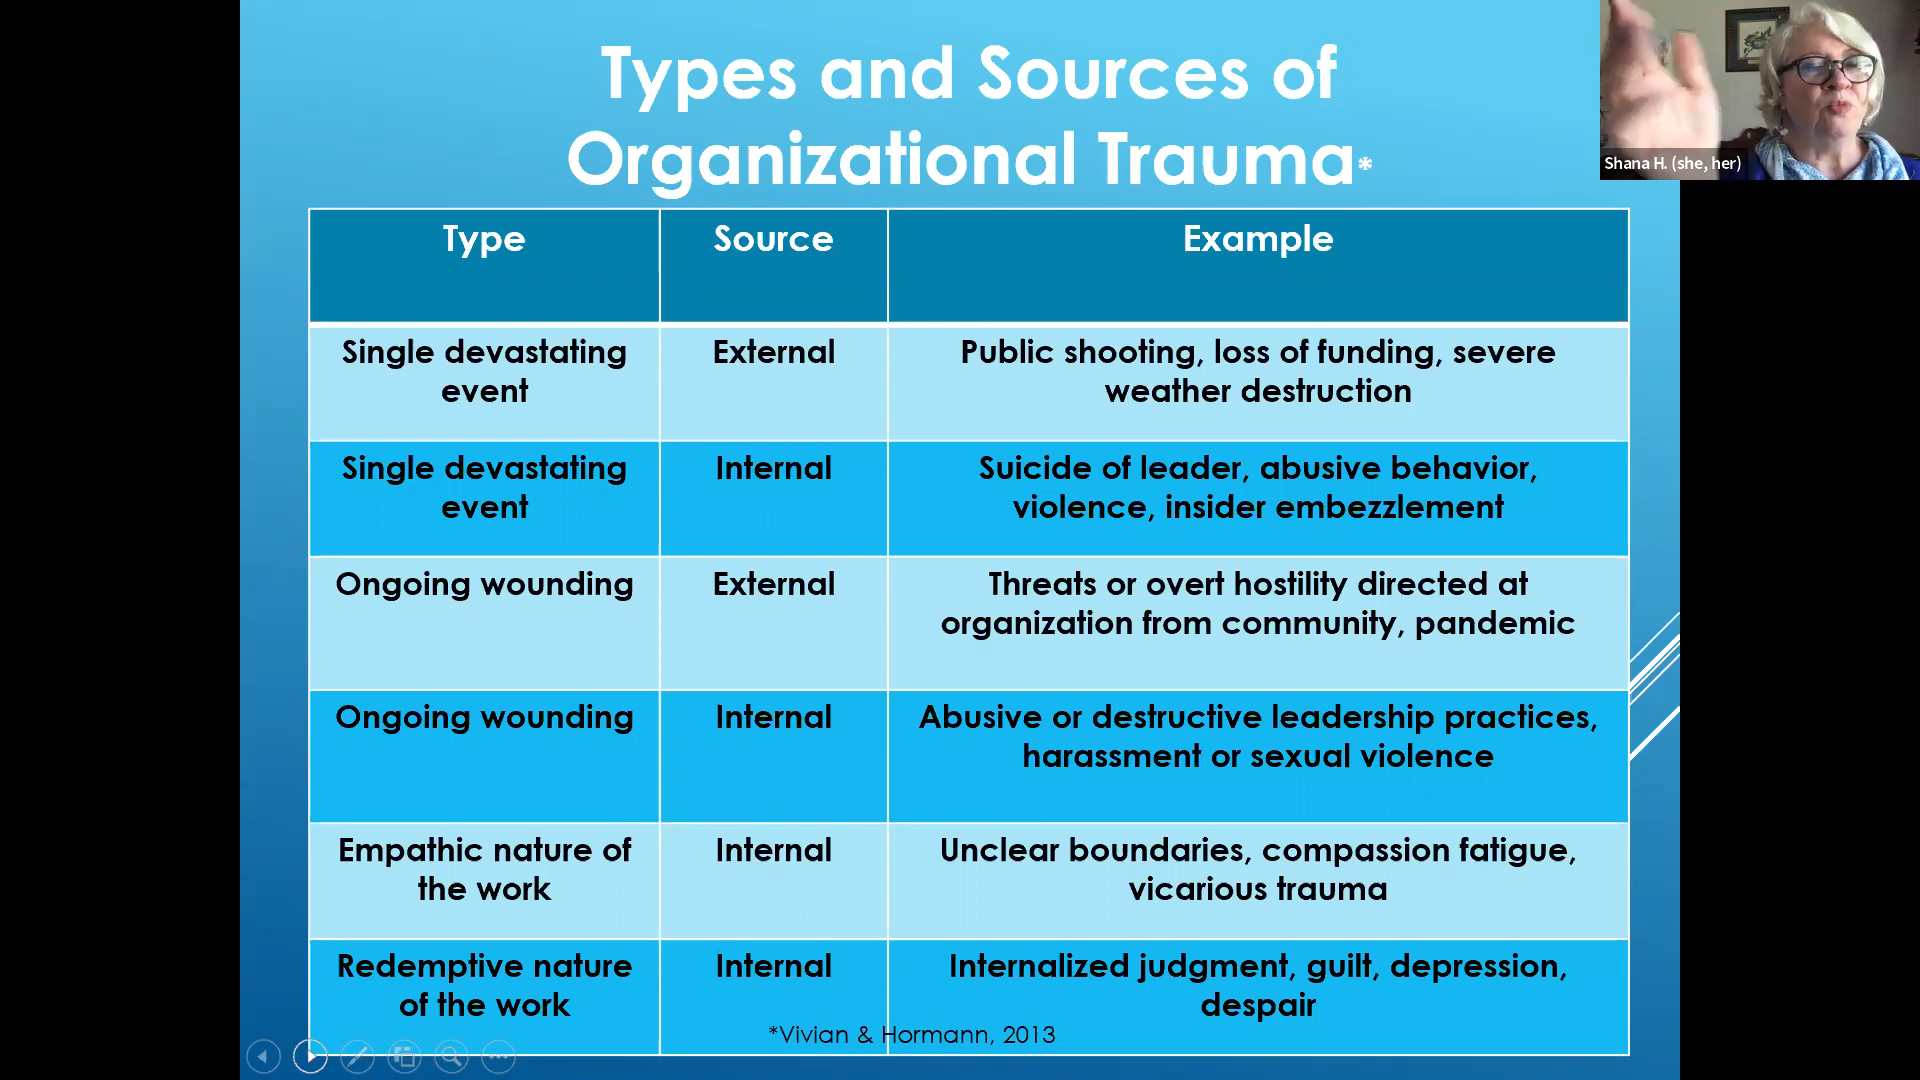 Types and Sources of
Organizational Trauma*
Shana H. (she, her)
Type Source Example
Single devastating event External Public shooting, loss of funding, severe weather destruction
Single devastating event Internal Suicide of leader, abusive behavior, violence, insider embezzlement
Ongoing wounding External Threats or overt hostility directed at organization from community, pandemic
Ongoing wounding Internal Abusive or destructive leadership practices, harassment or sexual violence
Empathic nature of the work Internal Unclear boundaries, compassion fatigue, vicarious trauma
Redemptive nature of the work Internal Internalized judgment, guilt, depression, despair
*Vivian & Hormann, 2013